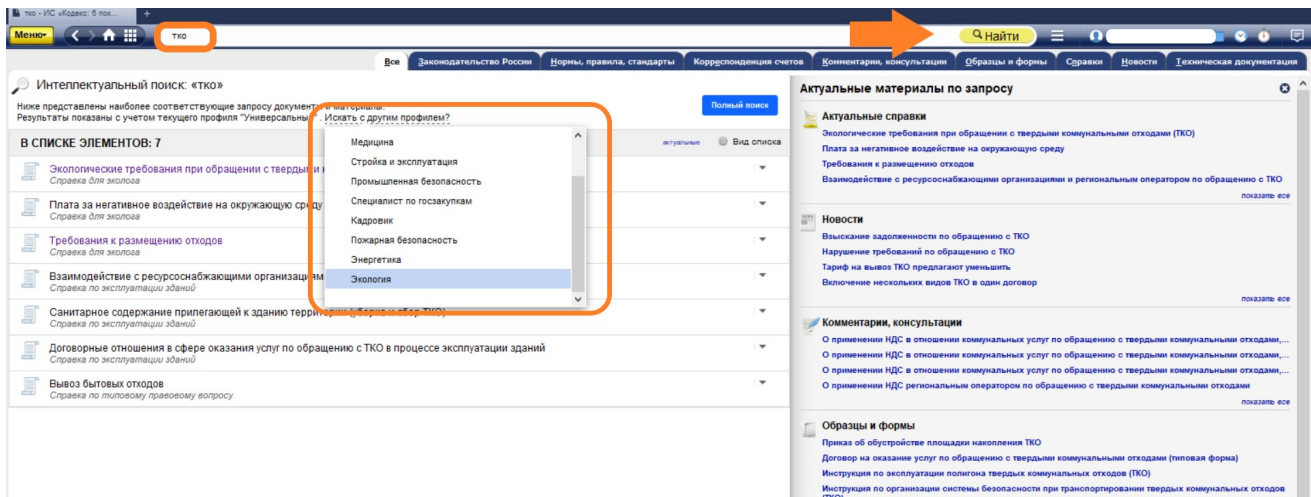 тко - ИС «Кодекс: 6 пок...
Меню
тко
Найти
Все
Законодательство России
Нормы, правила, стандарты
Корреспонденция счетов
Комментарии, консультации
Образцы и формы
Справки
Новости
Техническая документация
Интеллектуальный поиск: «тко»
Ниже представлены наиболее соответствующие запросу документы и материалы.
Результаты показаны с учетом текущего профиля "Универсальный". Искать с другим профилем?
Полный поиск
В СПИСКЕ ЭЛЕМЕНТОВ: 7
актуальные
Вид списка
Экологические требования при обращении с твердыми
Справка для эколога
Плата за негативное воздействие на окружающую среду
Справка для эколога
Требования к размещению отходов
Справка для эколога
Взаимодействие с ресурсоснабжающими организациям
Справка по эксплуатации зданий
Санитарное содержание прилегающей к зданию территории (уборка и сбор ТКО)
Справка по эксплуатации зданий
Договорные отношения в сфере оказания услуг по обращению с ТКО в процессе эксплуатации зданий
Справка по эксплуатации зданий
Вывоз бытовых отходов
Справка по типовому правовому вопросу
Медицина
Стройка и эксплуатация
Промышленная безопасность
Специалист по госзакупкам
Кадровик
Пожарная безопасность
Энергетика
Экология
Актуальные материалы по запросу
Актуальные справки
Экологические требования при обращении с твердыми коммунальными отходами (ТКО)
Плата за негативное воздействие на окружающую среду
Требования к размещению отходов
Взаимодействие с ресурсоснабжающими организациями и региональным оператором по обращению с ТКО
показать все
Новости
Взыскание задолженности по обращению с ТКО
Нарушение требований по обращению с ТКО
Тариф на вывоз ТКО предлагают уменьшить
Включение нескольких видов ТКО в один договор
показать все
Комментарии, консультации
О применении НДС в отношении коммунальных услуг по обращению с твердыми коммунальными отходами,...
О применении НДС в отношении коммунальных услуг по обращению с твердыми коммунальными отходами,...
О применении НДС в отношении коммунальных услуг по обращению с твердыми коммунальными отходами,...
О применении НДС региональным оператором по обращению с твердыми коммунальными отходами
показать все
Образцы и формы
Приказ об обустройстве площадки накопления ТКО
Договор на оказание услуг по обращению с твердыми коммунальными отходами (типовая форма)
Инструкция по эксплуатации полигона твердых коммунальных отходов (ТКО)
Инструкция по организации системы безопасности при транспортировании твердых коммунальных отходов
(ТКО)